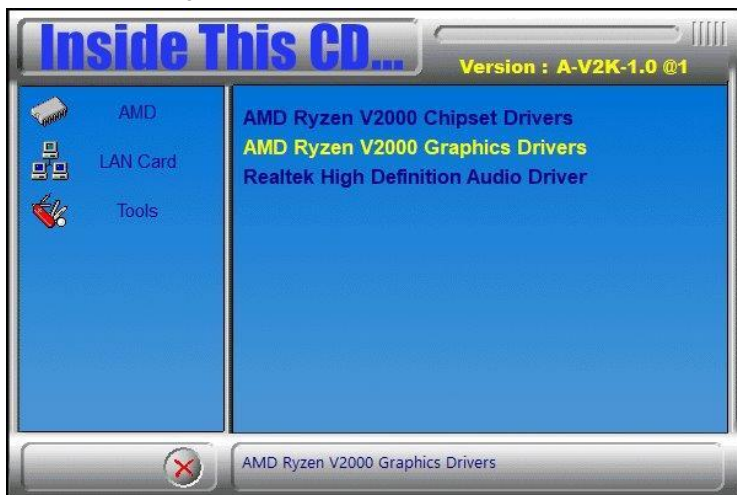 Inside This CD...
Version : A-V2K-1.0 @1
AMD
LAN Card
Tools
AMD Ryzen V2000 Chipset Drivers
AMD Ryzen V2000 Graphics Drivers
Realtek High Definition Audio Driver
AMD Ryzen V2000 Graphics Drivers